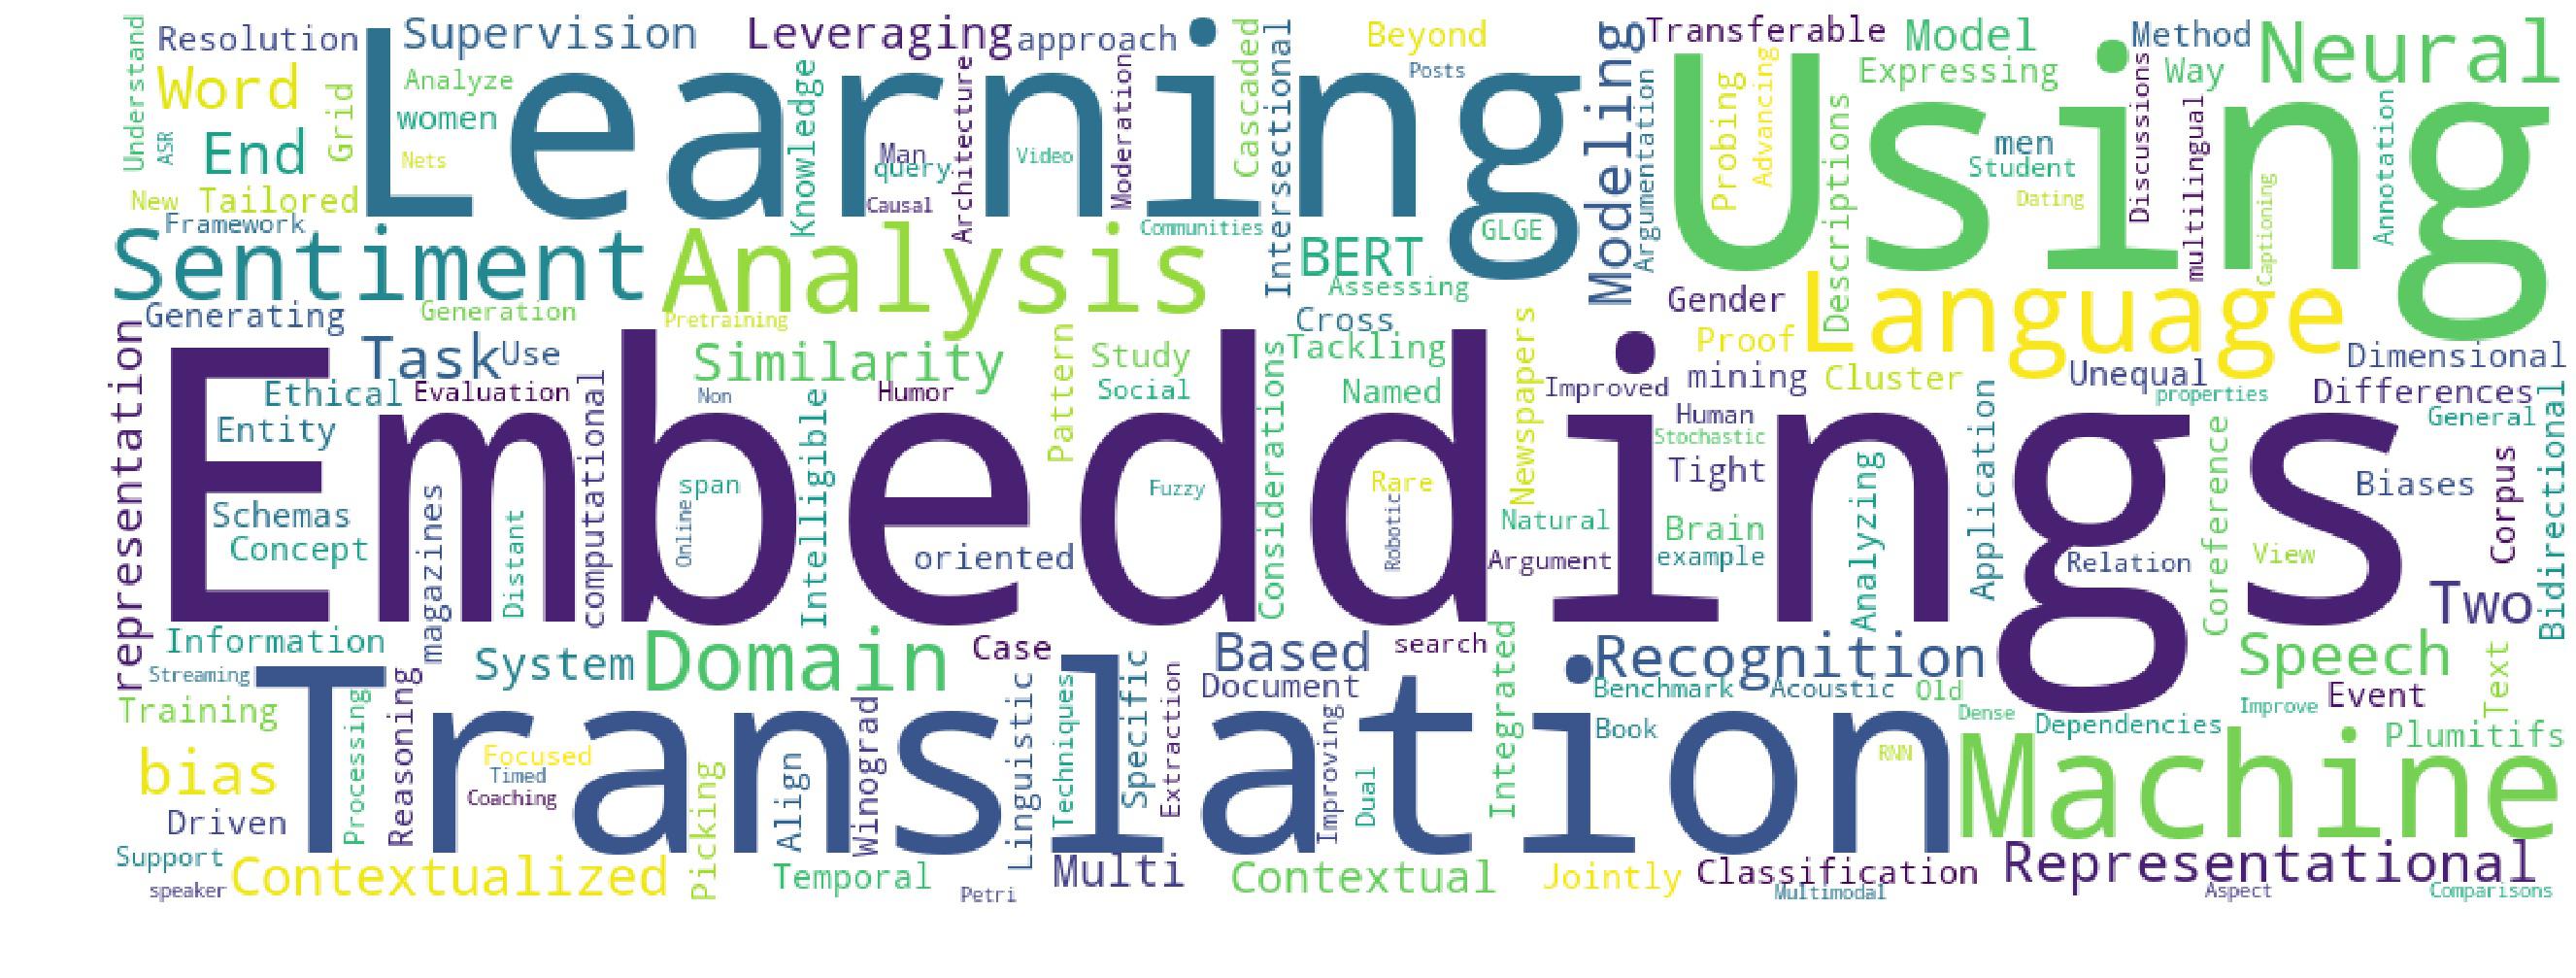 Understand
Resolution
Supervision
Leveraging
approach
Cascaded
Intersectional
Beyond
Modeling
Transferable
Model
Method
Neural
Word
Analyze
Learning
Knowledge
Architecture
Moderation
Posts
Argumentation
Using
Probing
Advancing
Expressing
Discussions
Way
ASR
End
Grid
women
Nets
Man
query
Video
Descriptions
men
Student
multilingual
Annotation
New
Tailored
Causal
Dating
captioning
Framework
Communities
GLGE
Sentiment
Analysis
BERT
Assessing
Gender
Language
Generating
Generation
Pretraining
Cross
Newspapers
Proof
representation
Task
Use
Similarity
Pattern
Study
Considerations
Tackling
Unequal
Dimensional
Ethical
Evaluation
computational
Non
Intelligible
Humor
Social
Named
Improved
mining
Cluster
properties
Differences
Entity
Embeddings
Human
Stochastic
Application
General
Bidirectional
Schemas
magazines
Distant
span
Online
Fuzzy
Rare
Robotic
Tight
Analyzing
Coreference
Biases
Corpus
Concept
oriented
Natural
Argument
Brain
example
Relation
View
Two
Information
System
Domain
Case
Based
search
Integrated
Recognition
Speech
Text
Streaming
Reasoning
Linguistic
Techniques
Specific
Extraction
Document
Benchmark
Acoustic
Old
Event
Training
Processing
Translation
Winograd
Improving
Book
Dense
Dependencies
Improve
Plumitifs
bias
Focused
Timed
Coaching
Picking
Align
Dual
RNN
Machine
Driven
Support
Contextualized
Temporal
Multi
Contextual
Jointly
Classification
Representational
speaker
Petri
Multimodal
Aspect
Comparisons